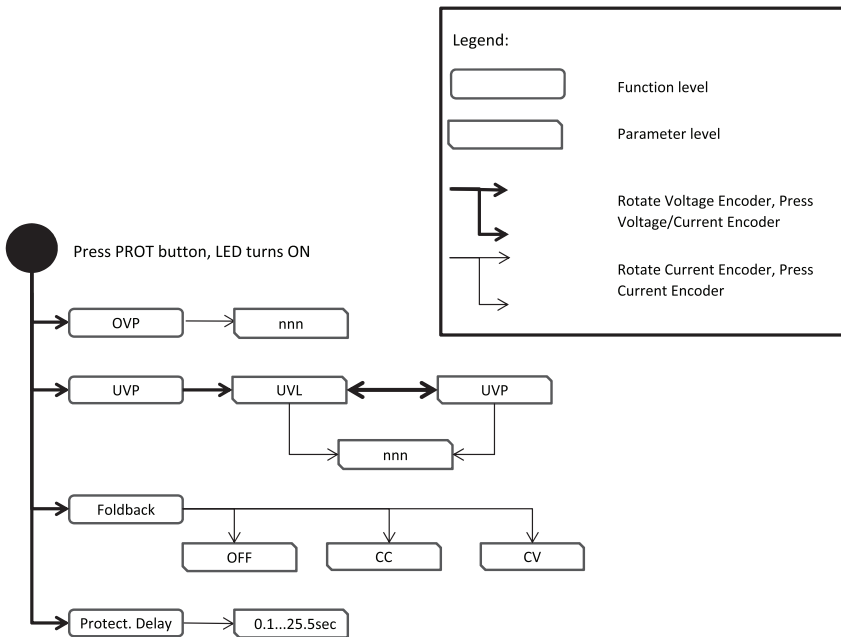 Legend:
Function level
Parameter level
Rotate Voltage Encoder, Press
Voltage/Current Encoder
Rotate Current Encoder, Press
Current Encoder
Press PROT button, LED turns ON
OVP
nnn
UVP
UVL
UVP
nnn
Foldback
OFF
CC
CV
Protect. Delay
0.1...25.5sec